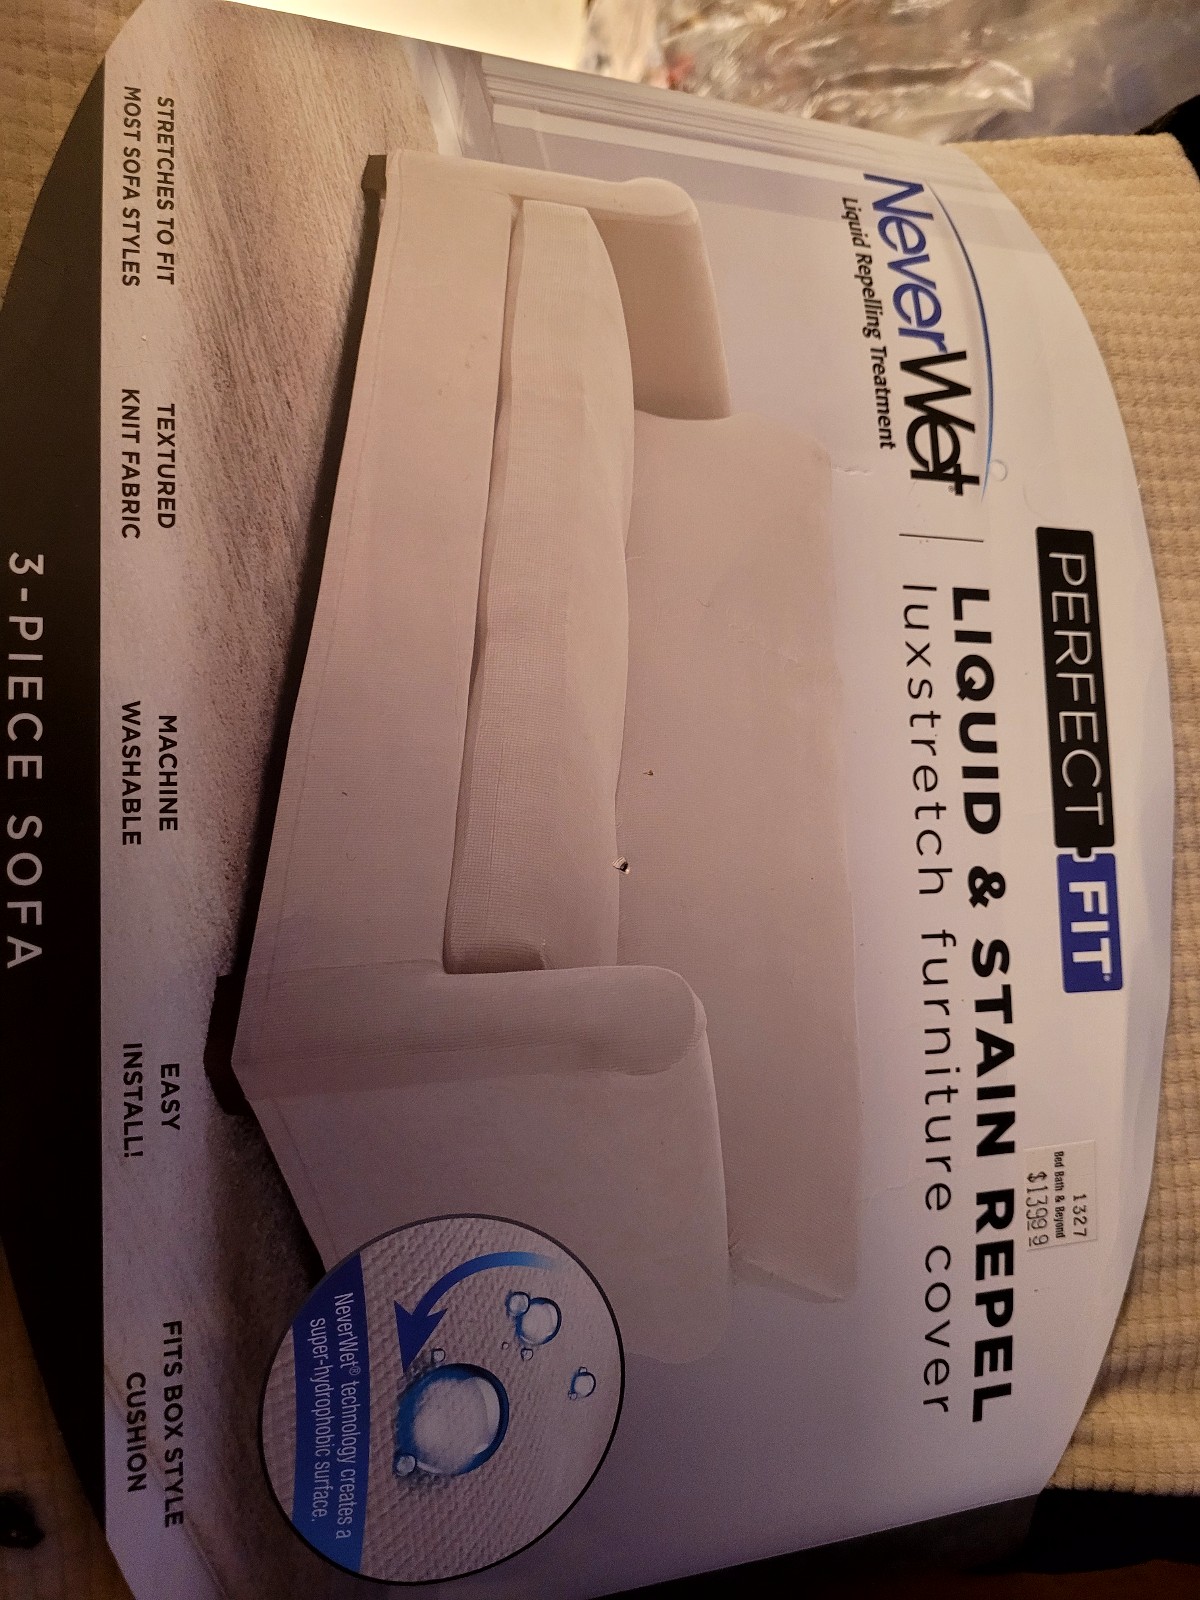 PERFECT FIT®
NeverWet®
Liquid Repelling Treatment
LIQUID & STAIN REPEL
luxstretch furniture cover
1327
Bed Bath & Beyond
$139.99
NeverWet® technology creates a
super-hydrophobic surface.
STRETCHES TO FIT
MOST SOFA STYLES
TEXTURED
KNIT FABRIC
MACHINE
WASHABLE
EASY
INSTALL!
FITS BOX STYLE
CUSHION
3-PIECE SOFA